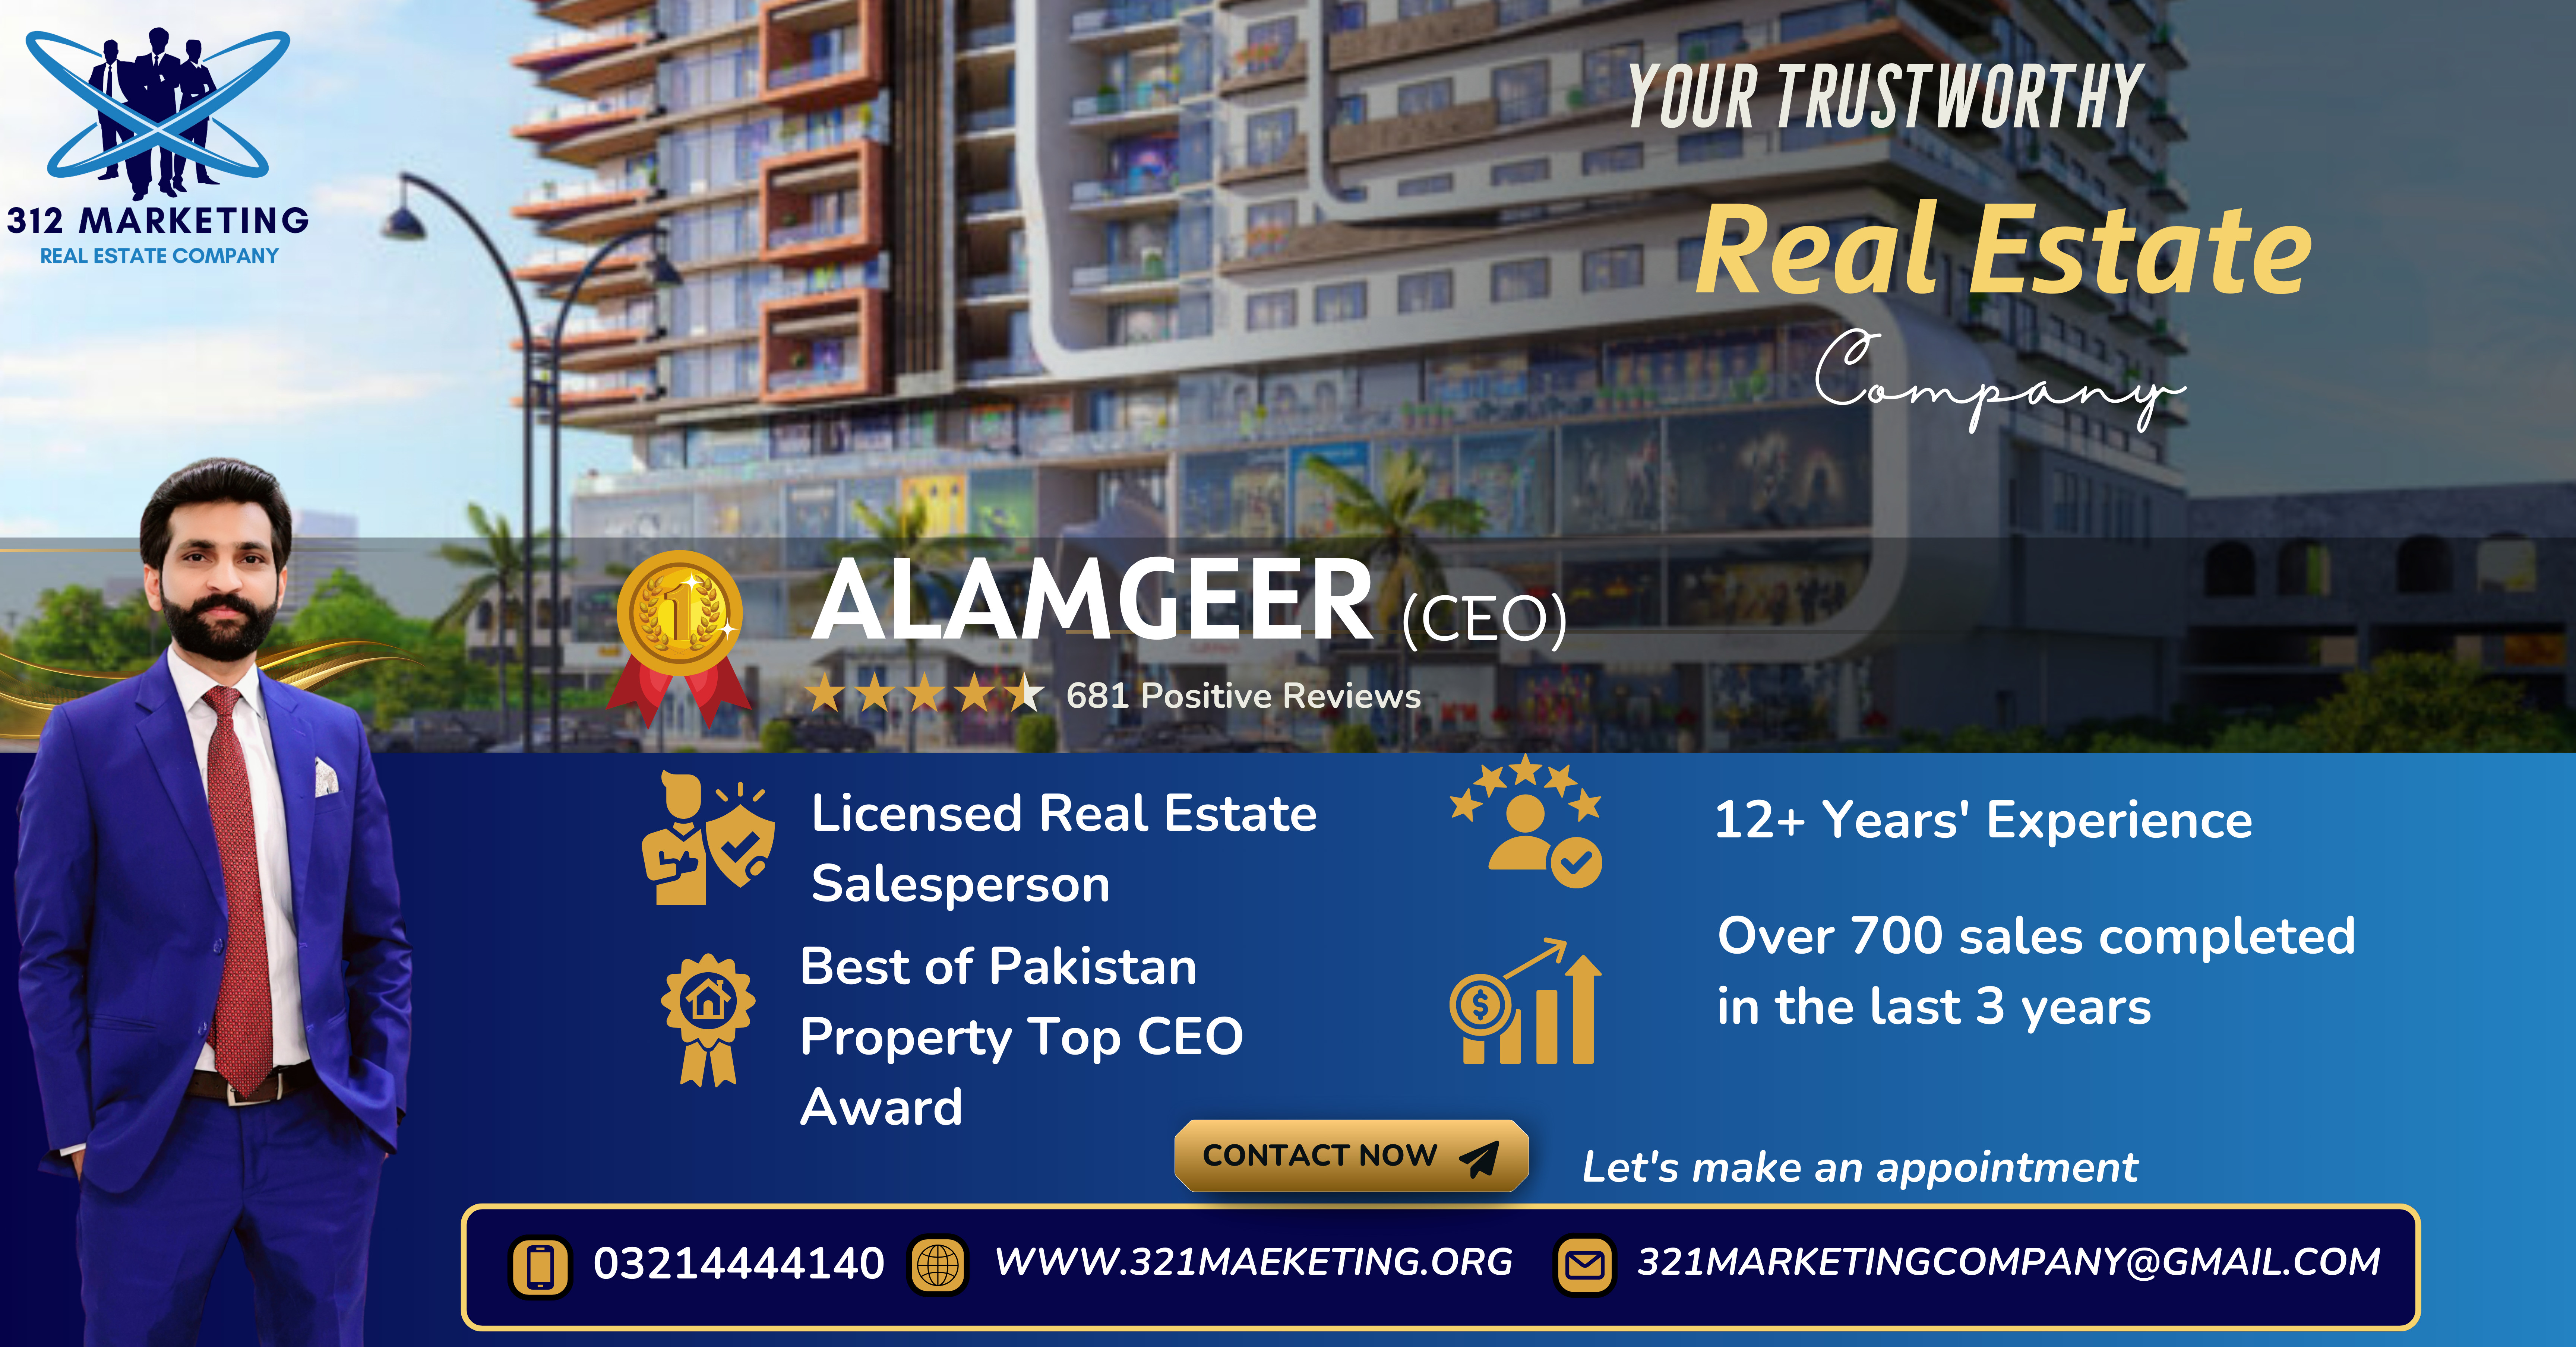 312 MARKETING
REAL ESTATE COMPANY
YOUR TRUSTWORTHY
Real Estate
Company
1
ALAMGEER (CEO)
681 Positive Reviews
Licensed Real Estate
Salesperson
12+ Years' Experience
Best of Pakistan
Property Top CEO
Award
$
Over 700 sales completed
in the last 3 years
CONTACT NOW
Let's make an appointment
03214444140
WWW.321MAEKETING.ORG
321MARKETINGCOMPANY@GMAIL.COM